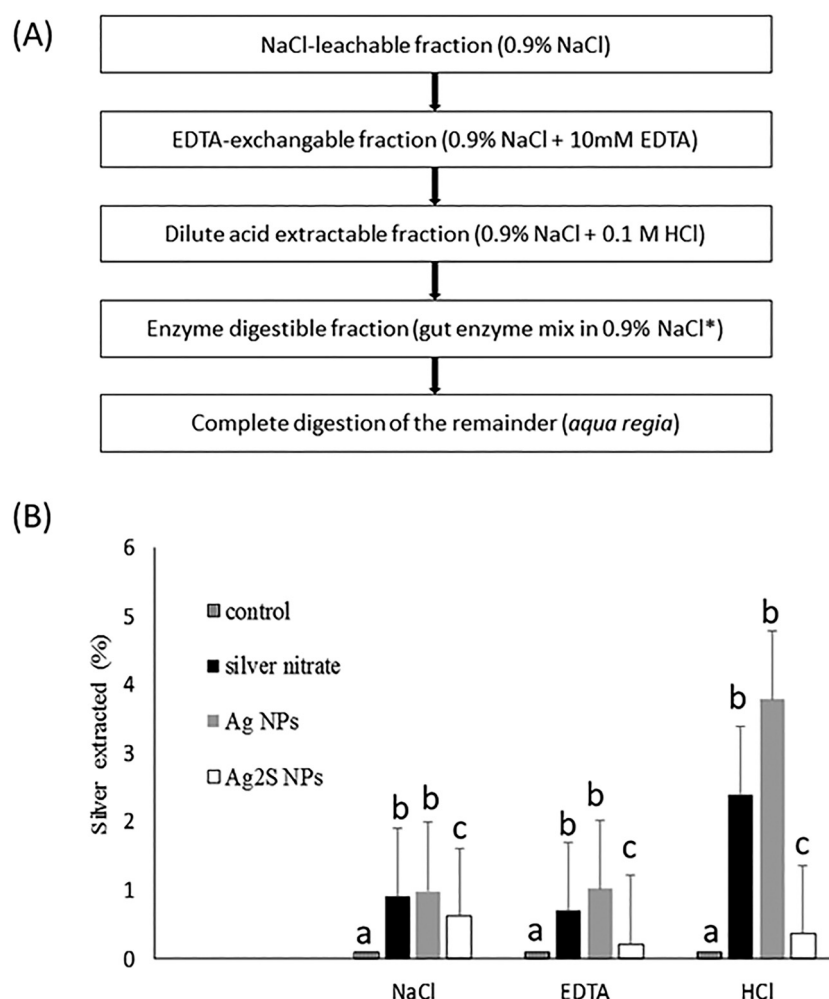 (A)
NaCl-leachable fraction (0.9% NaCl)
EDTA-exchangable fraction (0.9% NaCl + 10mM EDTA)
Dilute acid extractable fraction (0.9% NaCl + 0.1 M HCl)
Enzyme digestible fraction (gut enzyme mix in 0.9% NaCl*)
Complete digestion of the remainder (aqua regia)
(B)
Silver extracted (%)
6
5
4
3
2
1
0
control
silver nitrate
Ag NPs
Ag2S NPs
a b b c
a b b c
a b b c
NaCl EDTA HCl